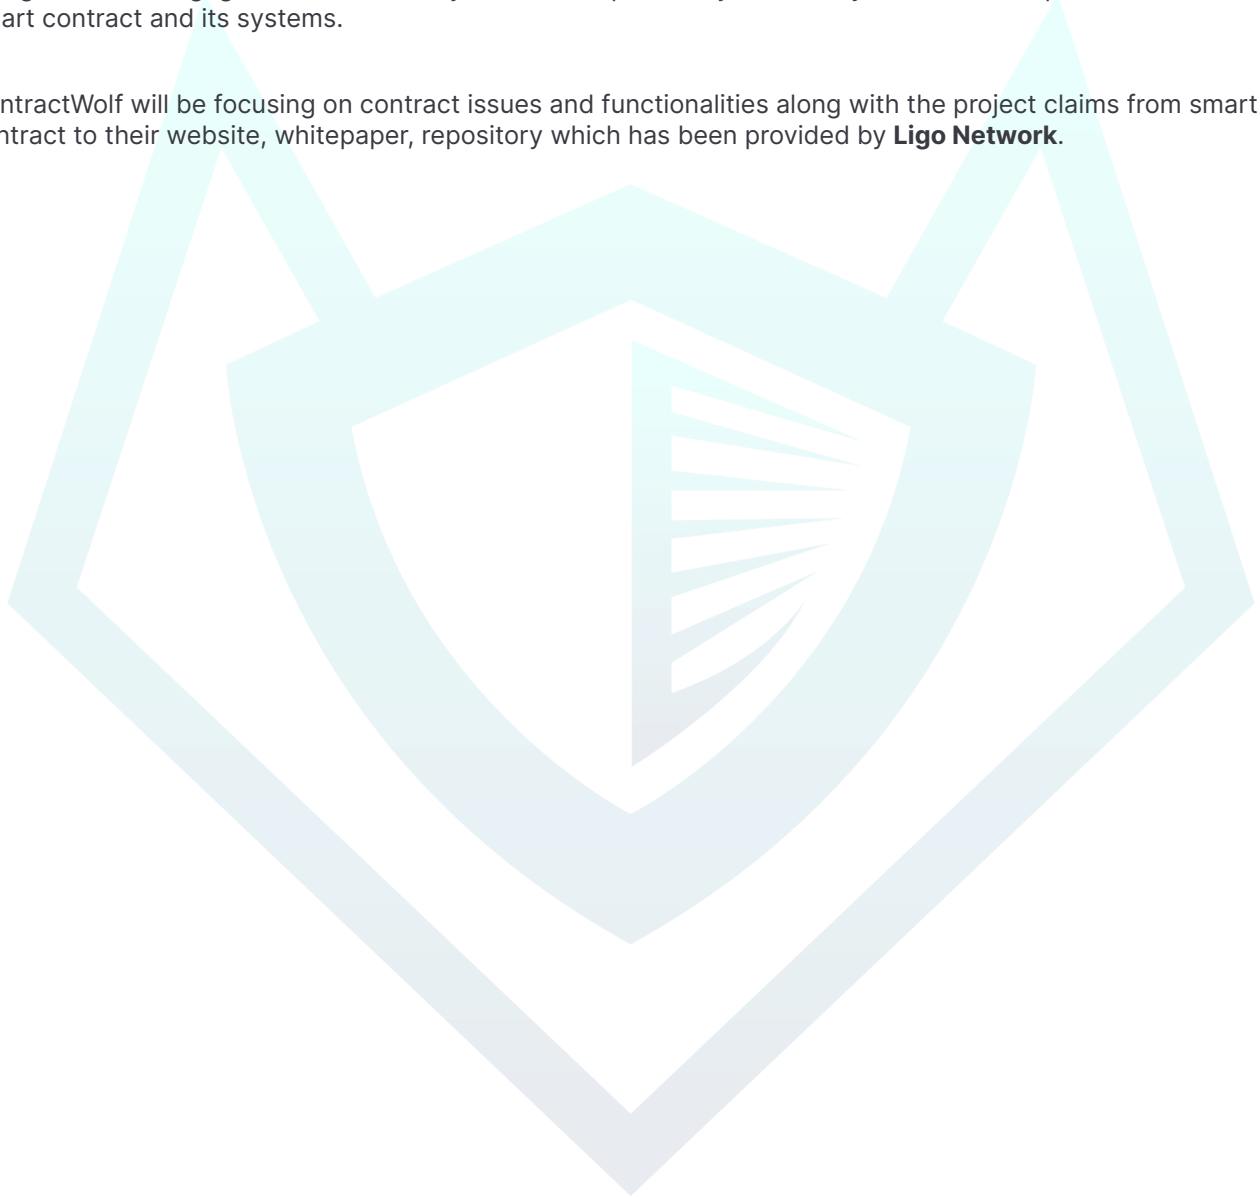 art contract and its systems.
ntractWolf will be focusing on contract issues and functionalities along with the project claims from smart
ntract to their website, whitepaper, repository which has been provided by Ligo Network.